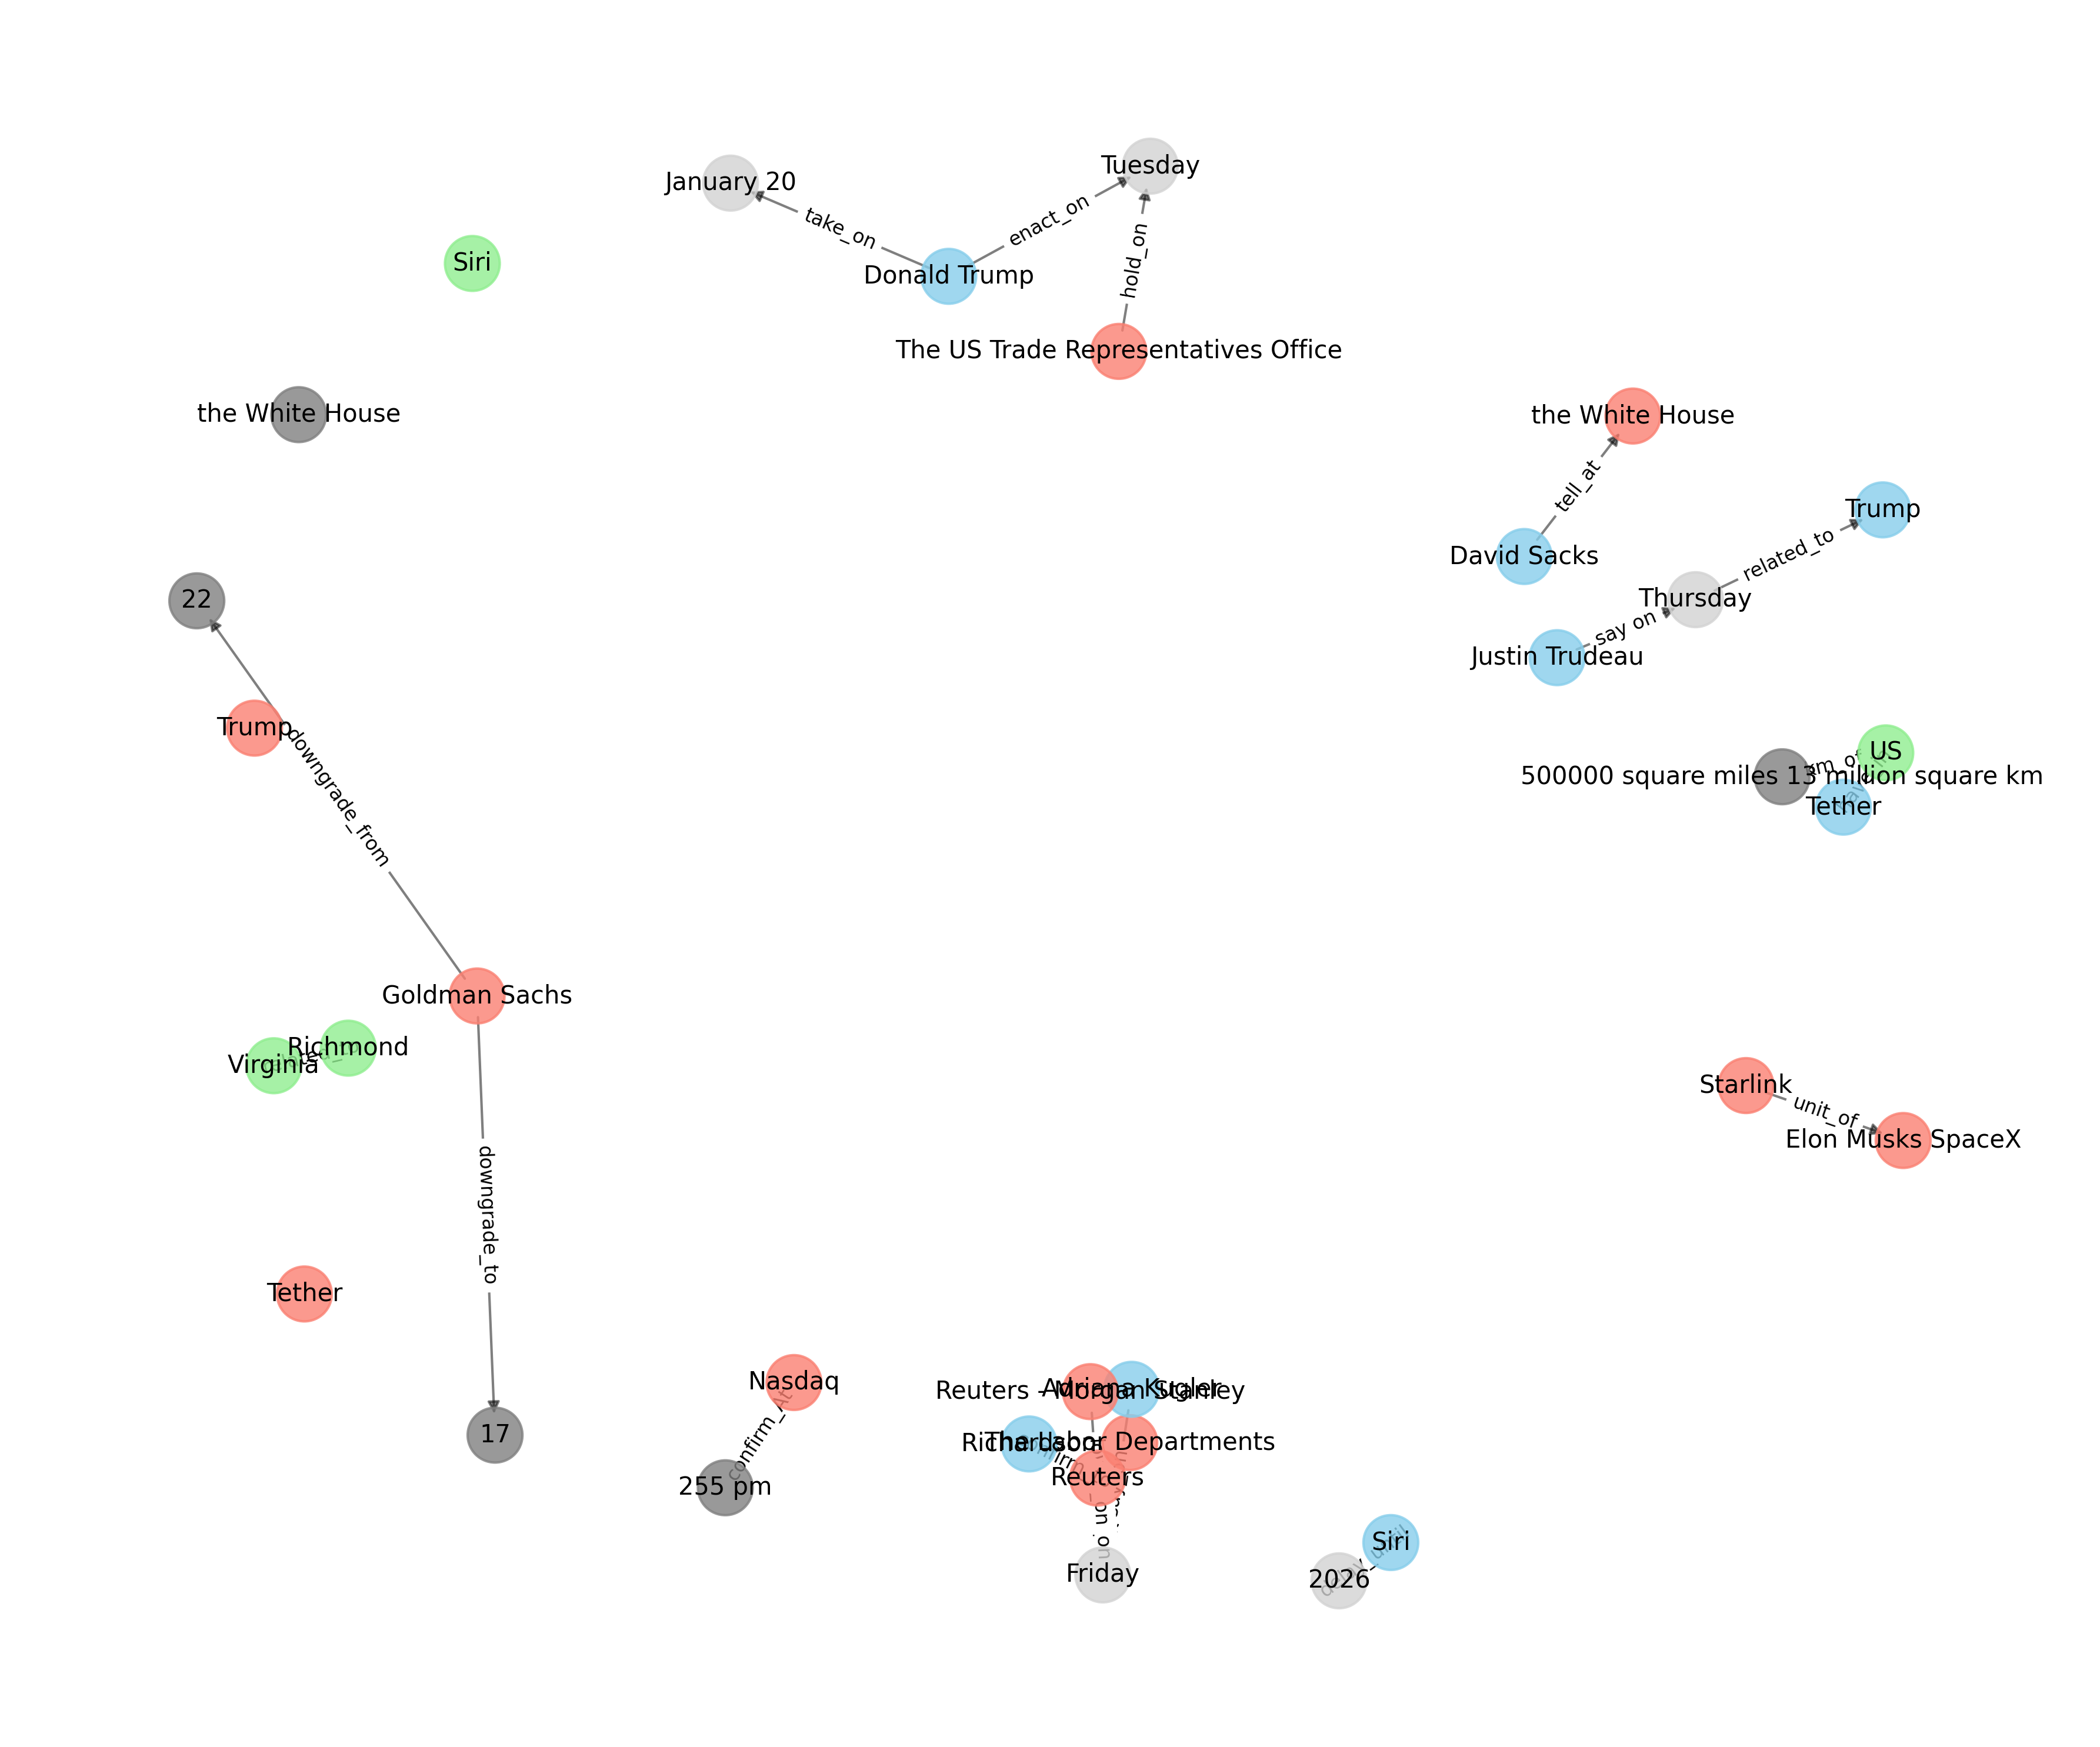 January 20
Tuesday
take_on
enact_on
hold_on
Siri
Donald Trump
The US Trade Representatives Office
the White House
the White House
tell_at
Trump
related_to
David Sacks
Thursday
say on
Justin Trudeau
22
Trump
downgrade_from
US
km_of
500000 square miles 13 million square km
Tether
Goldman Sachs
Richmond
Virginia
Starlink
unit_of
Elon Musks SpaceX
downgrade_to
Tether
Nasdaq
confirm_At
255 pm
17
Reuters - Morgan Stanley
Adriana Kugler
Richardson
The Labor Departments
Reuters
Friday
Siri
2026